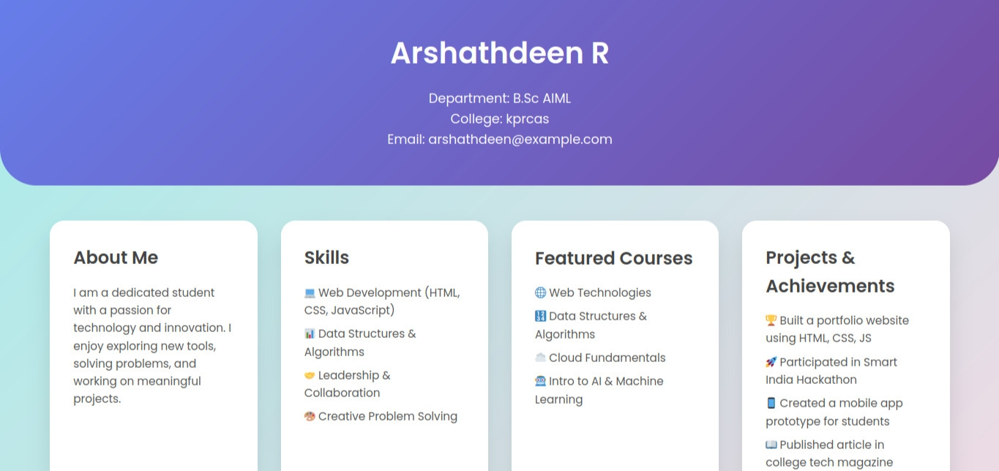 Arshathdeen R
Department: B.Sc AIML
College: kprcas
Email: arshathdeen@example.com
About Me
I am a dedicated student
with a passion for
technology and innovation. I
enjoy exploring new tools,
solving problems, and
working on meaningful
projects.
Skills
💻 Web Development (HTML,
CSS, JavaScript)
📊 Data Structures &
Algorithms
🤝 Leadership &
Collaboration
🎨 Creative Problem Solving
Featured Courses
🌐 Web Technologies
🔢 Data Structures &
Algorithms
☁️ Cloud Fundamentals
🤖 Intro to AI & Machine
Learning
Projects &
Achievements
🏆 Built a portfolio website
using HTML, CSS, JS
🚀 Participated in Smart
India Hackathon
📱 Created a mobile app
prototype for students
📖 Published article in
college tech magazine